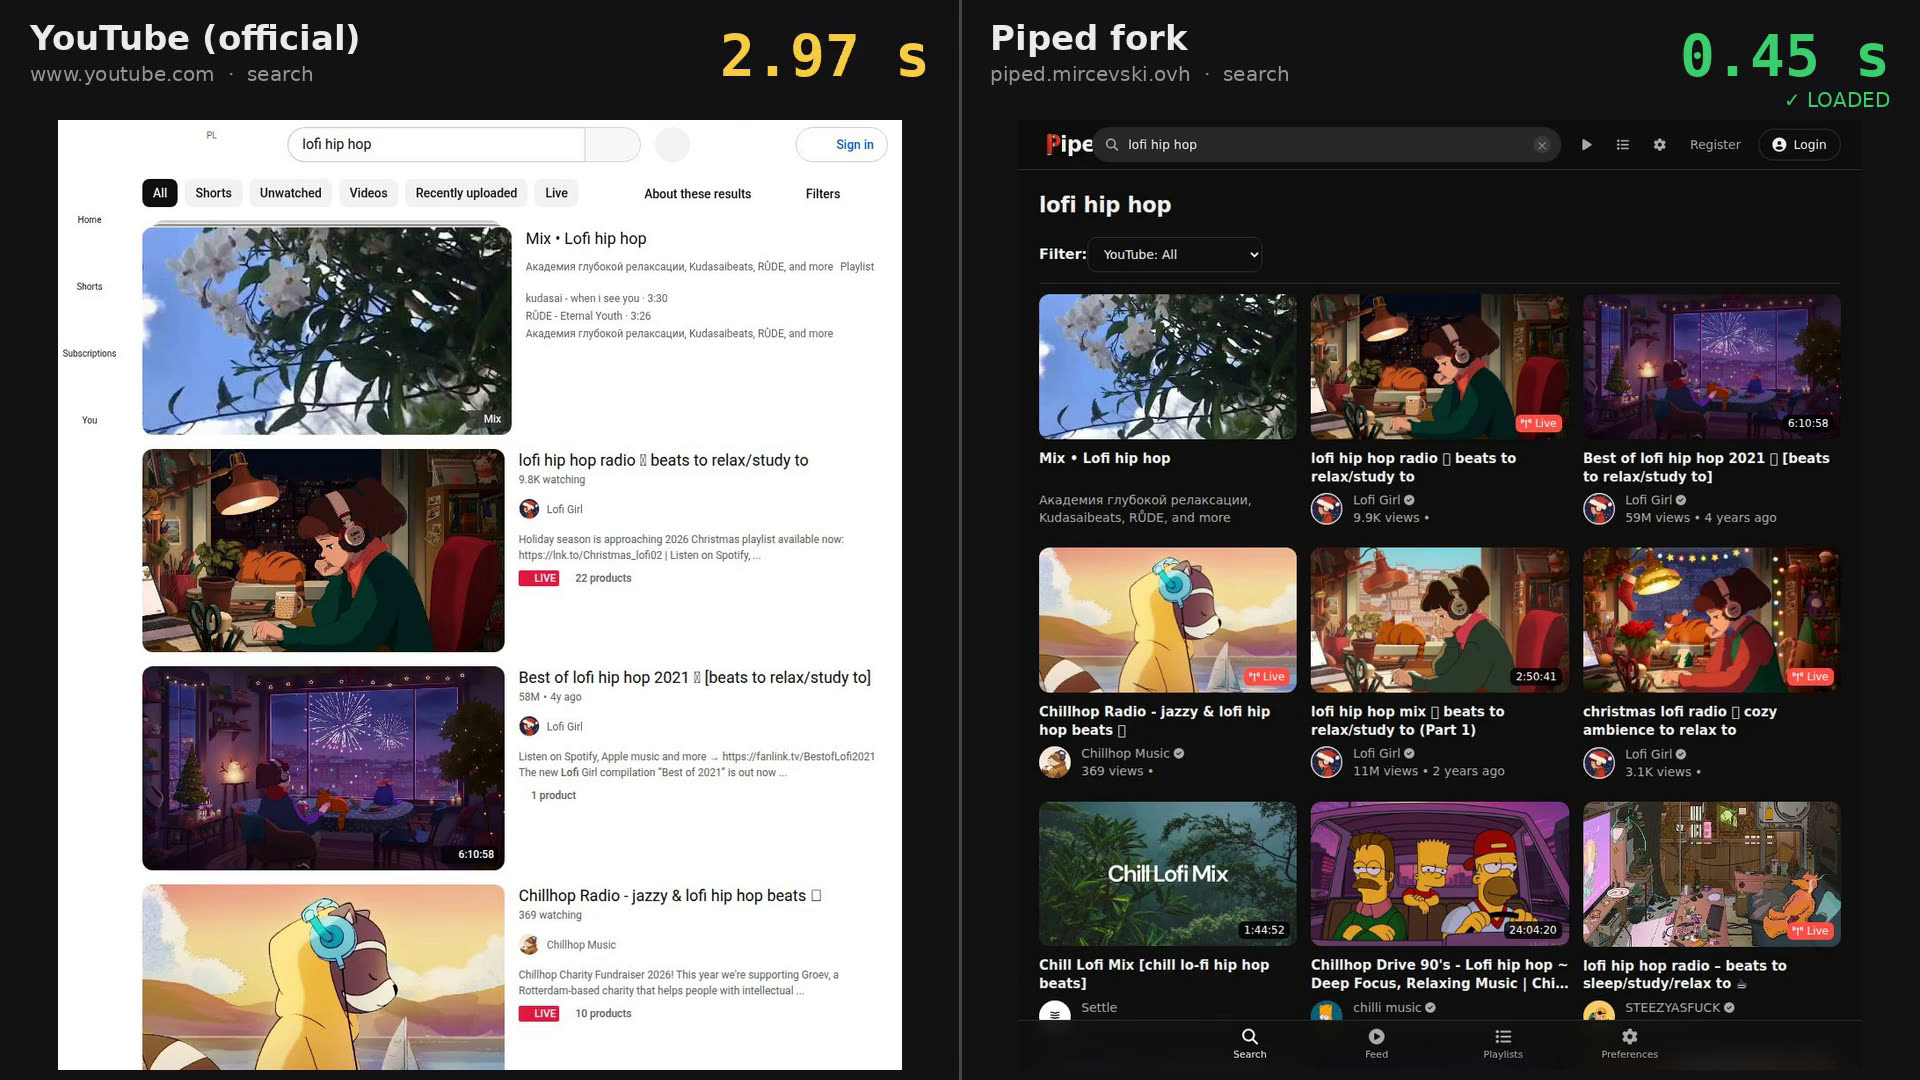 YouTube (official)
www.youtube.com · search
2.97 s
PL
lofi hip hop
Sign in
All
Shorts
Unwatched
Videos
Recently uploaded
Live
About these results
Filters
Home
Shorts
Subscriptions
You
Mix
Mix • Lofi hip hop
Академия глубокой релаксации, Kudasaibeats, RŮDE, and more Playlist
kudasai - when i see you · 3:30
RŮDE - Eternal Youth · 3:26
Академия глубокой релаксации, Kudasaibeats, RŮDE, and more
lofi hip hop radio beats to relax/study to
9.8K watching
Lofi Girl
Holiday season is approaching 2026 Christmas playlist available now:
https://lnk.to/Christmas_lofi02 | Listen on Spotify, ...
LIVE
22 products
6:10:58
Best of lofi hip hop 2021 [beats to relax/study to]
58M • 4y ago
Lofi Girl
Listen on Spotify, Apple music and more → https://fanlink.tv/BestofLofi2021
The new Lofi Girl compilation “Best of 2021” is out now ...
1 product
Chillhop Radio - jazzy & lofi hip hop beats
369 watching
Chillhop Music
Chillhop Charity Fundraiser 2026! This year we're supporting Groev, a
Rotterdam-based charity that helps people with intellectual ...
LIVE
10 products
Piped fork
piped.mircevski.ovh · search
0.45 s
✓ LOADED
Pipe
lofi hip hop
Register
Login
lofi hip hop
Filter:
YouTube: All
Mix • Lofi hip hop
Академия глубокой релаксации,
Kudasaibeats, RŮDE, and more
Live
lofi hip hop radio beats to
relax/study to
Lofi Girl
9.9K views •
6:10:58
Best of lofi hip hop 2021 [beats
to relax/study to]
Lofi Girl
59M views • 4 years ago
Live
Chillhop Radio - jazzy & lofi hip
hop beats
Chillhop Music
369 views •
2:50:41
lofi hip hop mix beats to
relax/study to (Part 1)
Lofi Girl
11M views • 2 years ago
Live
christmas lofi radio cozy
ambience to relax to
Lofi Girl
3.1K views •
Chill Lofi Mix
1:44:52
Chill Lofi Mix [chill lo-fi hip hop
beats]
Settle
24:04:20
Chillhop Drive 90's - Lofi hip hop ~
Deep Focus, Relaxing Music | Chi...
chilli music
Live
lofi hip hop radio – beats to
sleep/study/relax to ☕
STEEZYASFUCK
Search
Feed
Playlists
Preferences